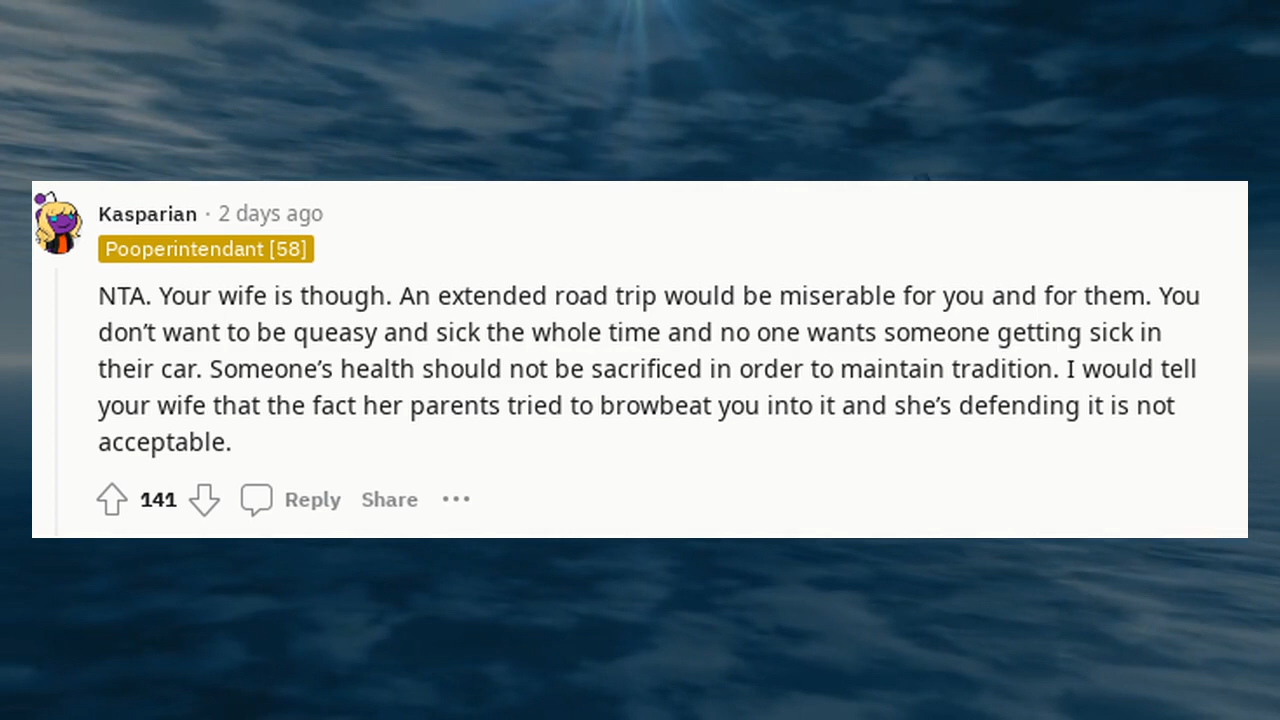 Kasparian · 2 days ago
Pooperintendant [58]
NTA. Your wife is though. An extended road trip would be miserable for you and for them. You
don’t want to be queasy and sick the whole time and no one wants someone getting sick in
their car. Someone’s health should not be sacrificed in order to maintain tradition. I would tell
your wife that the fact her parents tried to browbeat you into it and she’s defending it is not
acceptable.
141 Reply Share •••